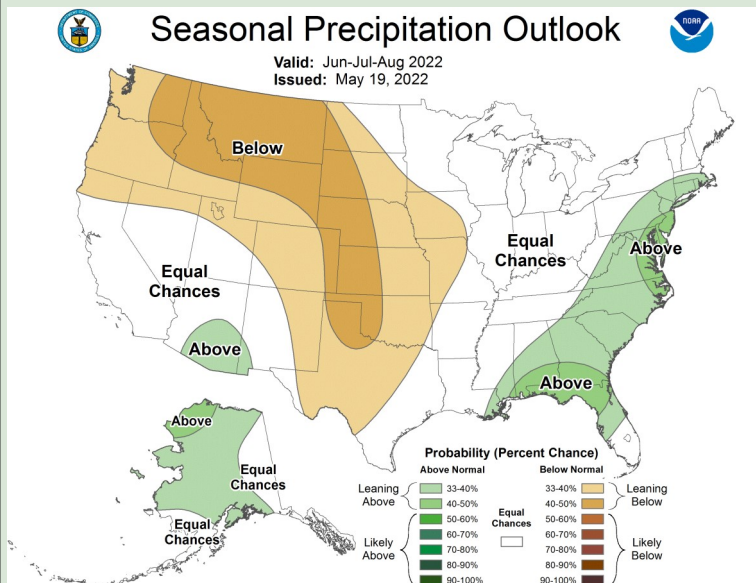 Seasonal Precipitation Outlook
NOAA
Valid: Jun-Jul-Aug 2022
Issued: May 19, 2022
Below
Equal
Chances
Above
Equal
Chances
Above
Above
Above
Equal
Chances
Equal
Chances
Probability (Percent Chance)
Above Normal
Below Normal
Leaning
Above
33-40%
40-50%
Likely
Above
50-60%
60-70%
70-80%
80-90%
90-100%
Equal
Chances
33-40%
40-50%
Leaning
Below
50-60%
60-70%
70-80%
80-90%
90-100%
Likely
Below